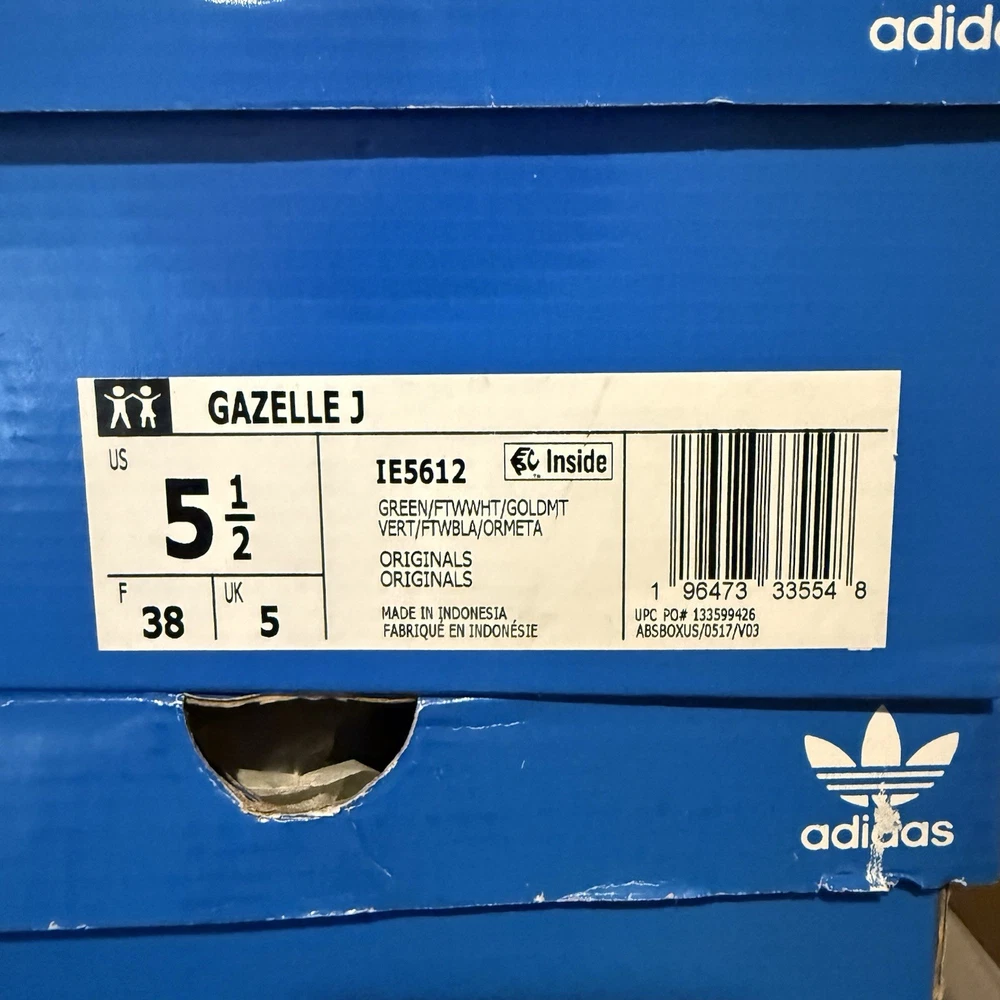 adida
GAZELLE J
US
5 1/2
F
38
UK
5
IE5612
Inside
GREEN/FTWWHT/GOLDMT
VERT/FTWBLA/ORMETA
ORIGINALS
ORIGINALS
MADE IN INDONESIA
FABRIQUÉ EN INDONÉSIE
1 96473 33554 8
UPC PO# 133599426
ABSBOXUS/0517/V03
adidas